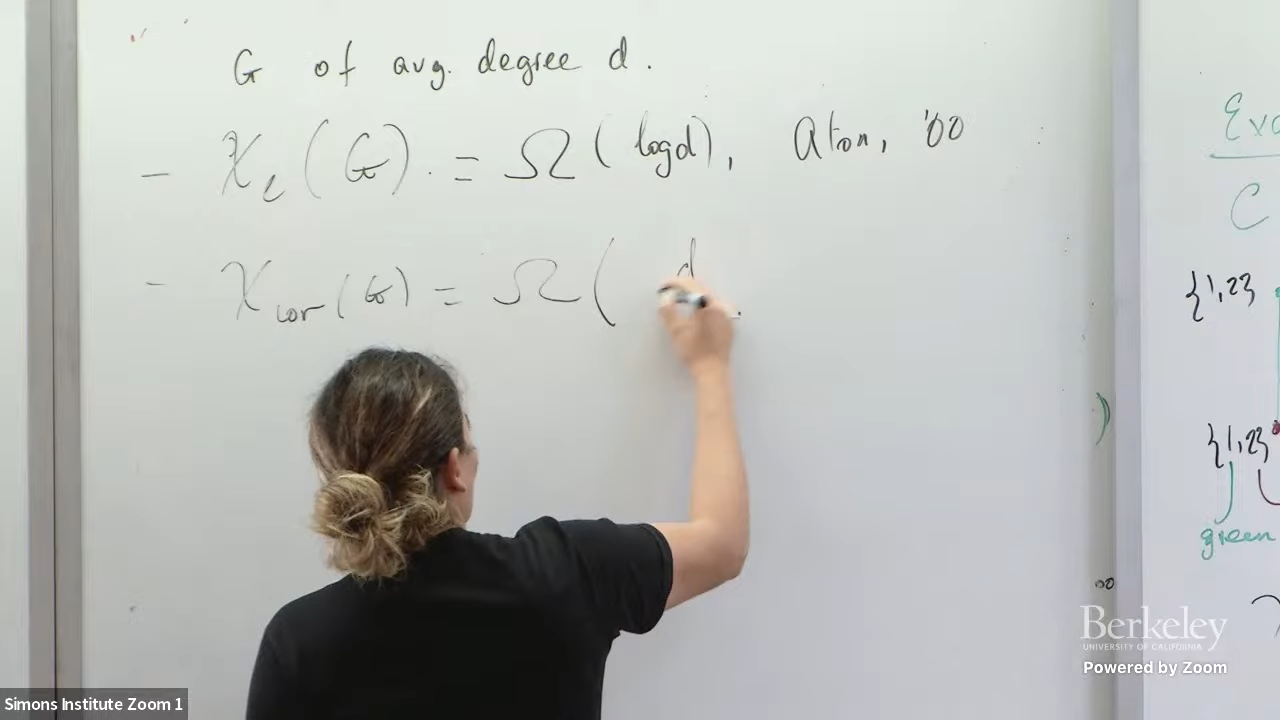 G of avg. degree d.
- χ_ℓ(G) = Ω(log d), Alon, '00
- χ_cor(G) = Ω( d
{1,2}
{1,2}
green
Berkeley
UNIVERSITY OF CALIFORNIA
Powered by Zoom
Simons Institute Zoom 1